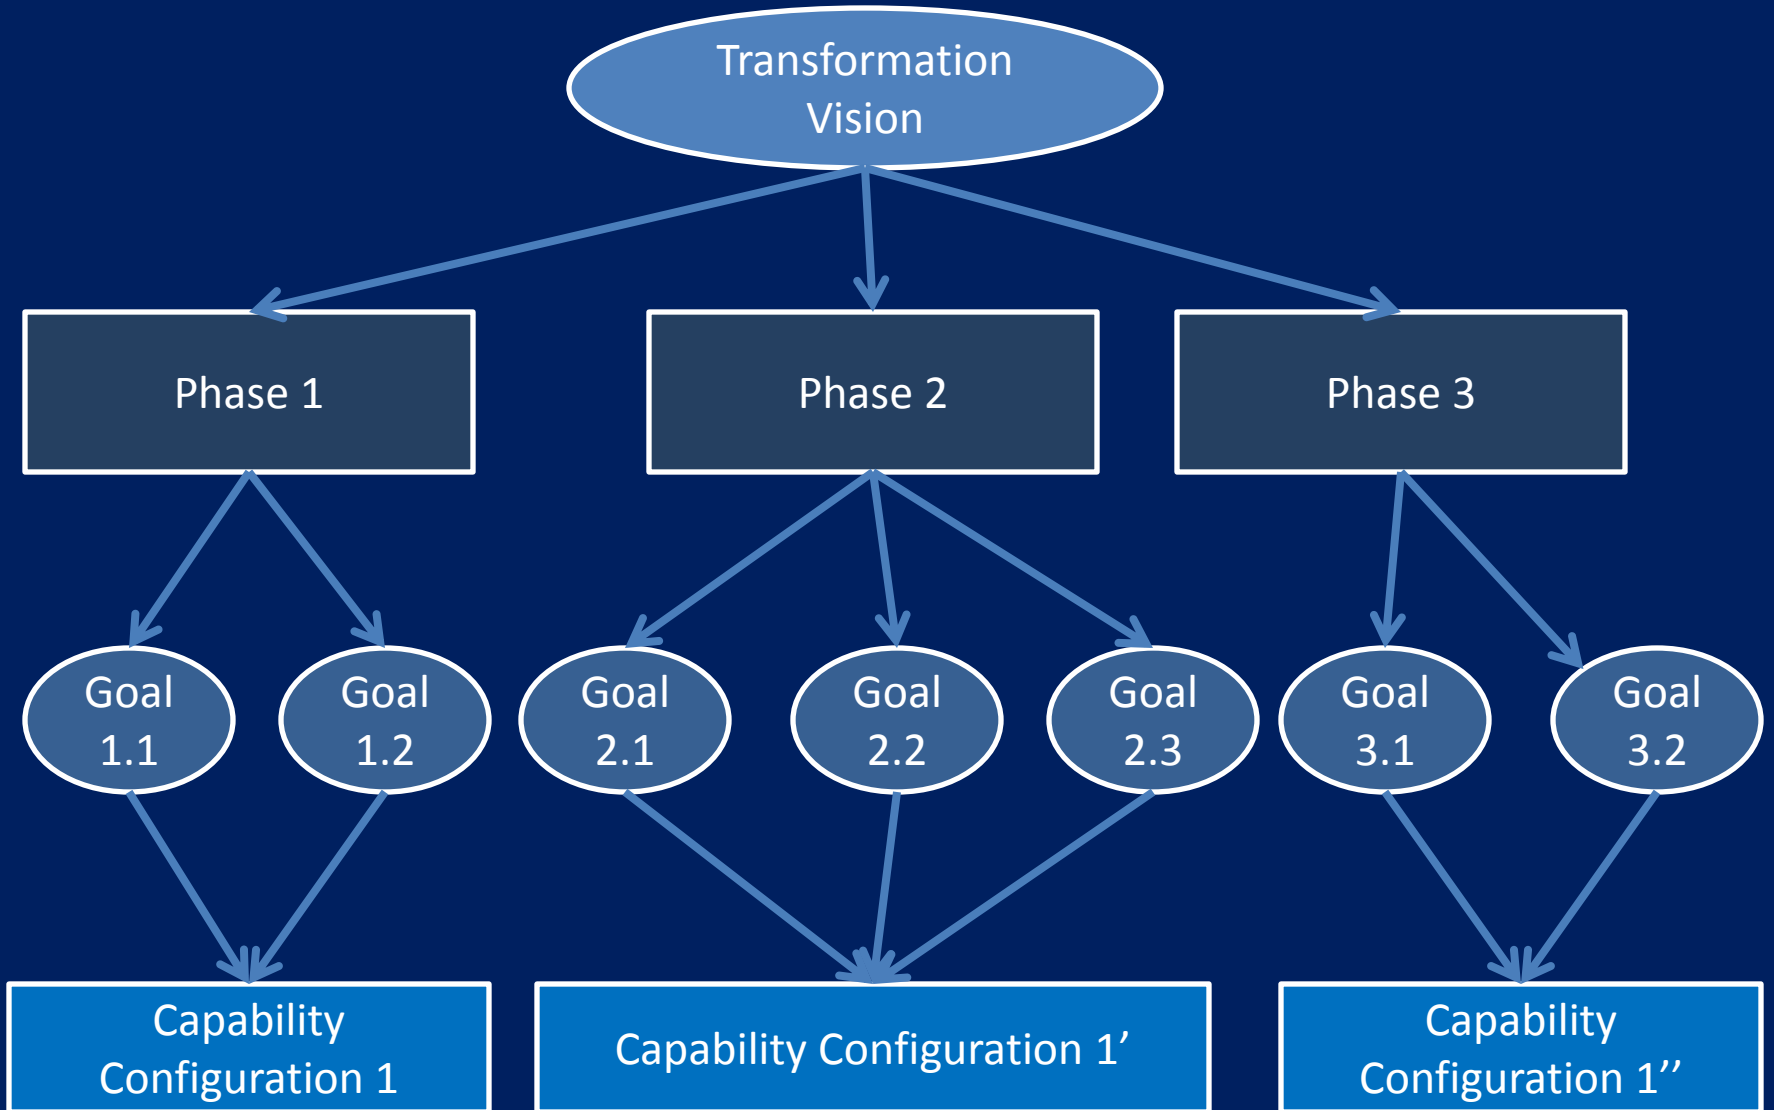 Transformation
Vision
Phase 1
Phase 2
Phase 3
Goal
1.1
Goal
1.2
Goal
2.1
Goal
2.2
Goal
2.3
Goal
3.1
Goal
3.2
Capability
Configuration 1
Capability Configuration 1’
Capability
Configuration 1’’